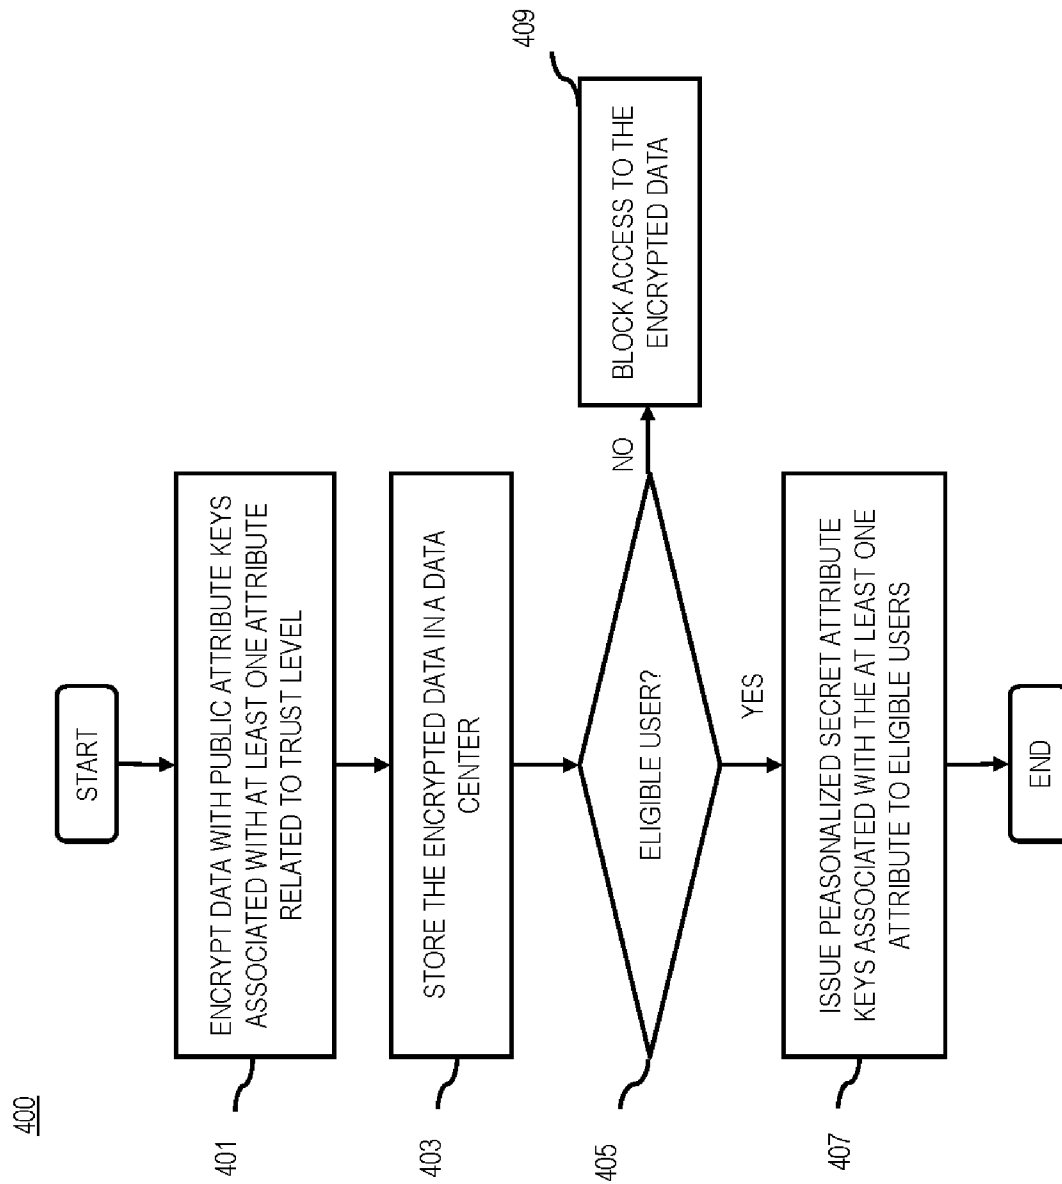 400
START
401
ENCRYPT DATA WITH PUBLIC ATTRIBUTE KEYS
ASSOCIATED WITH AT LEAST ONE ATTRIBUTE
RELATED TO TRUST LEVEL
403
STORE THE ENCRYPTED DATA IN A DATA
CENTER
405
ELIGIBLE USER?
NO
409
BLOCK ACCESS TO THE
ENCRYPTED DATA
YES
407
ISSUE PEASONALIZED SECRET ATTRIBUTE
KEYS ASSOCIATED WITH THE AT LEAST ONE
ATTRIBUTE TO ELIGIBLE USERS
END